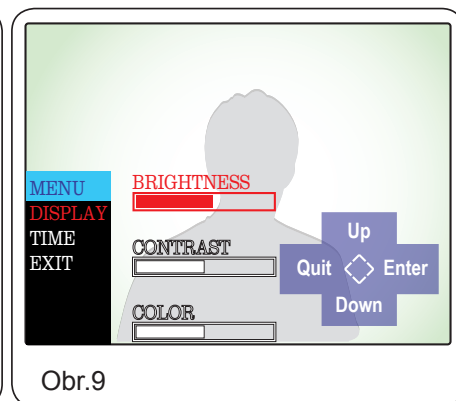 MENU
DISPLAY
TIME
EXIT
BRIGHTNESS
CONTRAST
COLOR
Up
Quit Enter
Down
Obr.9